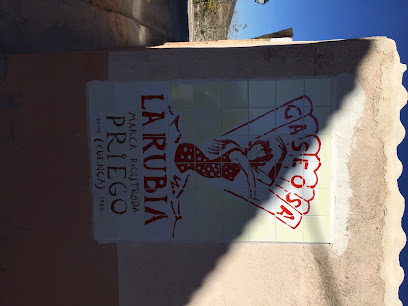 GASEOSA
LA RUBIA
MARCA REGISTRADA
PRIEGO
(CUENCA)